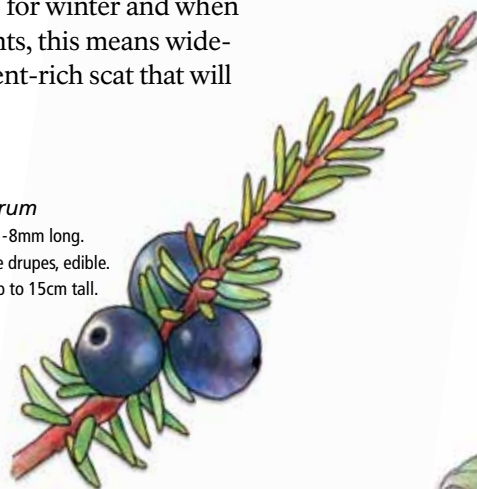 for winter and when
nts, this means wide-
ent-rich scat that will
rum
-8mm long.
e drupes, edible.
to 15cm tall.